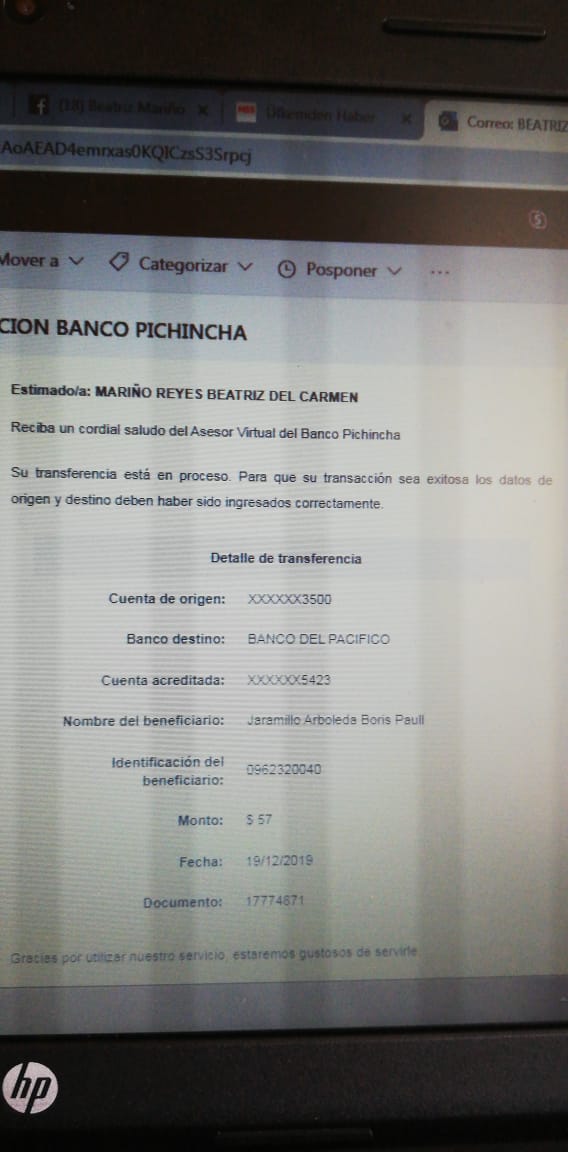 (18) Beatriz Mariño
Ülkemden Haber
Correo: BEATRIZ
AoAEAD4emrxas0KQICzsS3Srpcj
Mover a
Categorizar
Posponer
CION BANCO PICHINCHA
Estimado/a: MARIÑO REYES BEATRIZ DEL CARMEN
Reciba un cordial saludo del Asesor Virtual del Banco Pichincha
Su transferencia está en proceso. Para que su transacción sea exitosa los datos de
origen y destino deben haber sido ingresados correctamente.
Detalle de transferencia
Cuenta de origen: XXXXXX3500
Banco destino: BANCO DEL PACIFICO
Cuenta acreditada: XXXXXX5423
Nombre del beneficiario: Jaramillo Arboleda Boris Paull
Identificación del
beneficiario: 0962320040
Monto: $ 57
Fecha: 19/12/2019
Documento: 17774671
Gracias por utilizar nuestro servicio, estaremos gustosos de servirle
hp